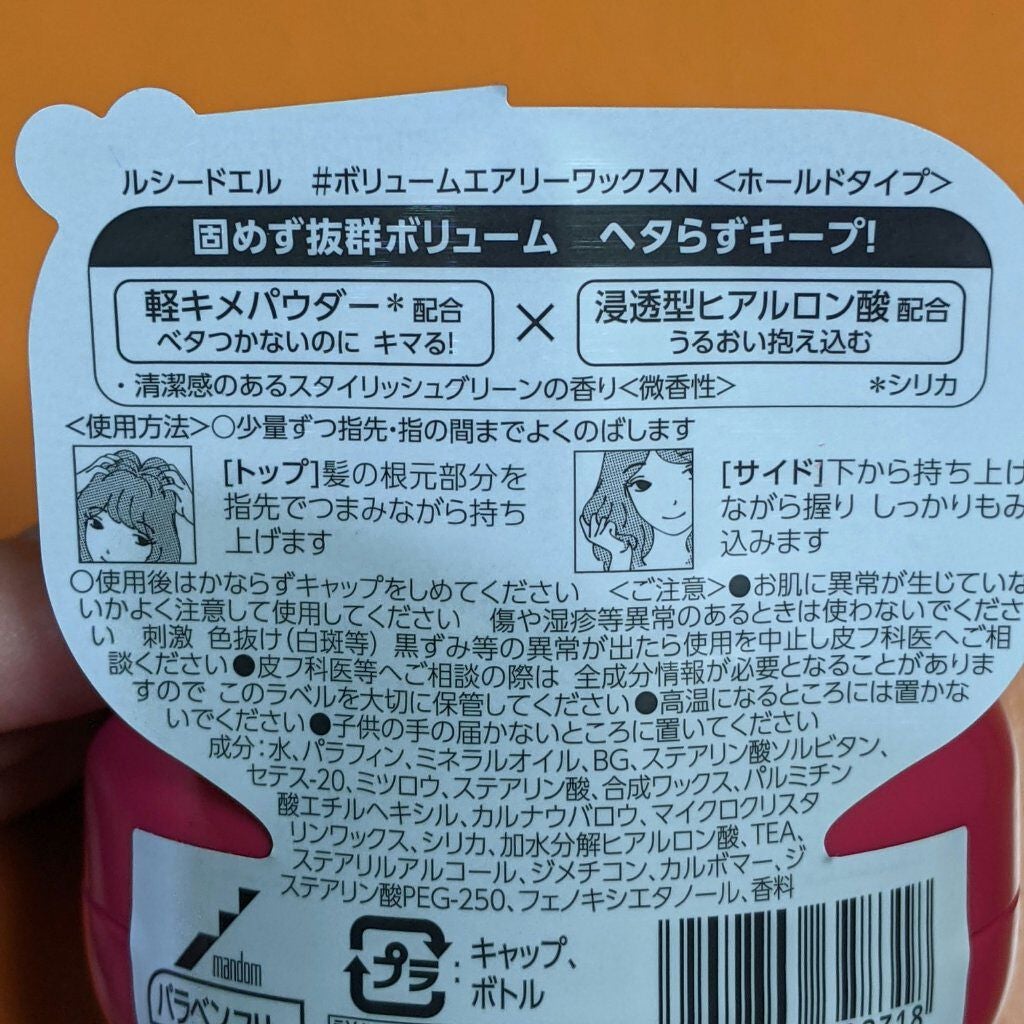 ルシードエル #ボリュームエアリーワックスN <ホールドタイプ>
固めず抜群ボリューム ヘタらずキープ!
軽キメパウダー*配合
ベタつかないのに キマる!
×
浸透型ヒアルロン酸 配合
うるおい抱え込む
・清潔感のあるスタイリッシュグリーンの香り<微香性> *シリカ
<使用方法>○少量ずつ指先・指の間までよくのばします
[トップ]髪の根元部分を
指先でつまみながら持ち
上げます
[サイド]下から持ち上げ
ながら握り しっかりもみ
込みます
○使用後はかならずキャップをしめてください <ご注意>●お肌に異常が生じていな
いかよく注意して使用してください 傷や湿疹等異常のあるときは使わないでくださ
い 刺激 色抜け(白斑等) 黒ずみ等の異常が出たら使用を中止し皮フ科医へご相
談ください●皮フ科医等へご相談の際は 全成分情報が必要となることがありま
すので このラベルを大切に保管してください●高温になるところには置かな
いでください●子供の手の届かないところに置いてください
成分:水、パラフィン、ミネラルオイル、BG、ステアリン酸ソルビタン、
セテス-20、ミツロウ、ステアリン酸、合成ワックス、パルミチン
酸エチルヘキシル、カルナウバロウ、マイクロクリスタ
リンワックス、シリカ、加水分解ヒアルロン酸、TEA、
ステアリルアルコール、ジメチコン、カルボマー、ジ
ステアリン酸PEG-250、フェノキシエタノール、香料
mandom
パラベンフリー
プラ
: キャップ、
ボトル